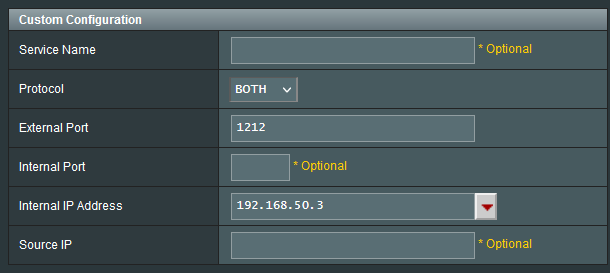 Custom Configuration
Service Name * Optional
Protocol BOTH
External Port 1212
Internal Port * Optional
Internal IP Address 192.168.50.3
Source IP * Optional